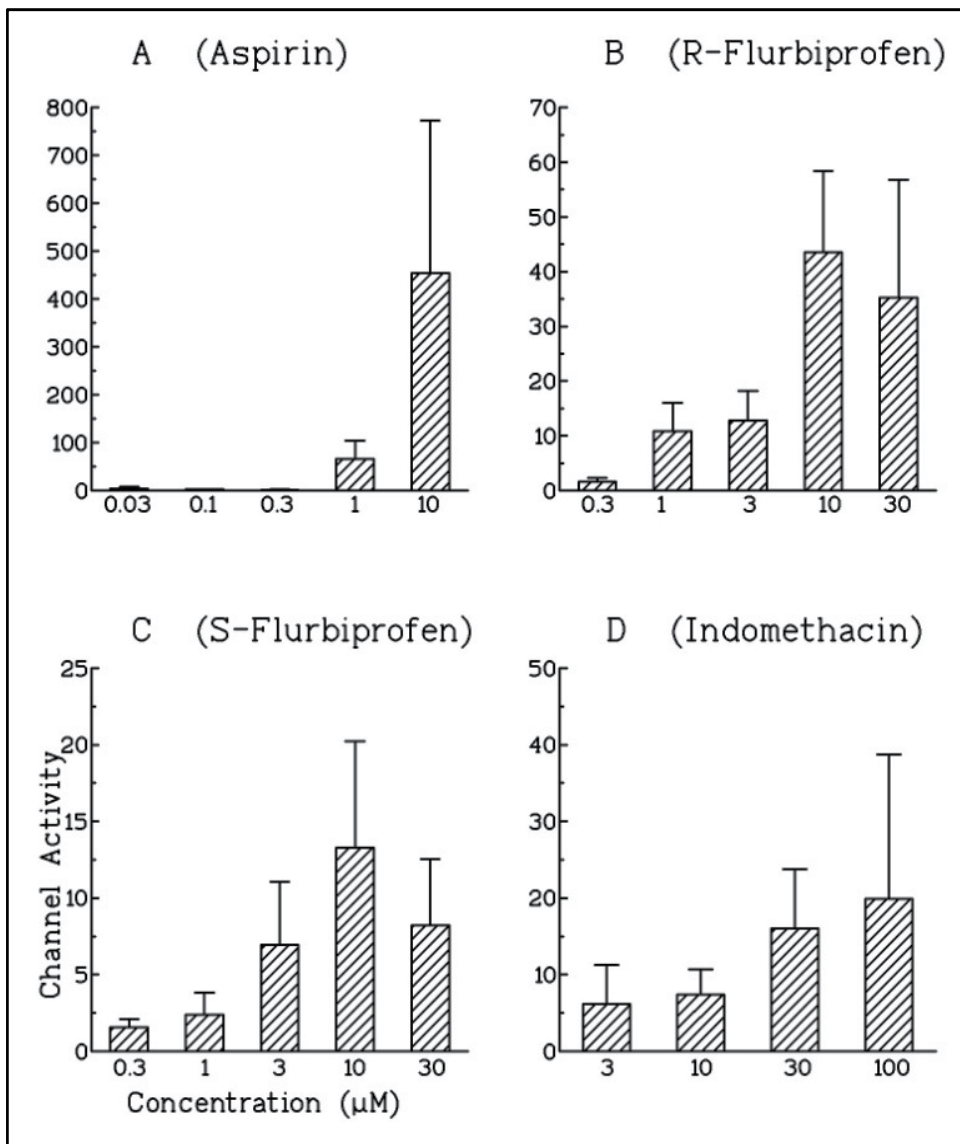 A (Aspirin)
800
700
600
500
400
300
200
100
0
0.03 0.1 0.3 1 10
B (R-Flurbiprofen)
70
60
50
40
30
20
10
0
0.3 1 3 10 30
C (S-Flurbiprofen)
Channel Activity
25
20
15
10
5
0
0.3 1 3 10 30
Concentration (µM)
D (Indomethacin)
50
40
30
20
10
0
3 10 30 100